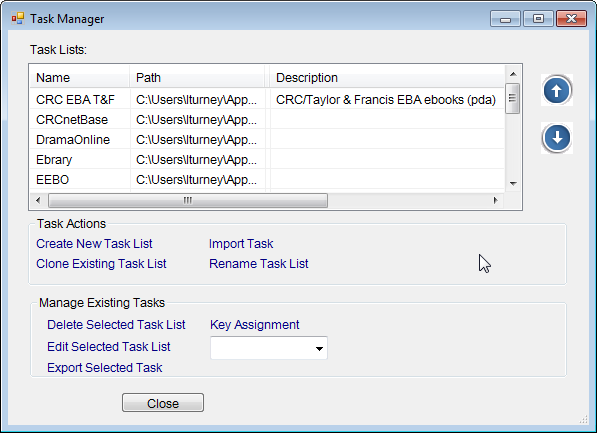 Task Manager
Task Lists:
Name Path Description
CRC EBA T&F C:\Users\lturney\App... CRC/Taylor & Francis EBA ebooks (pda)
CRCnetBase C:\Users\lturney\App...
DramaOnline C:\Users\lturney\App...
Ebrary C:\Users\lturney\App...
EEBO C:\Users\lturney\App...
Task Actions
Create New Task List Import Task
Clone Existing Task List Rename Task List
Manage Existing Tasks
Delete Selected Task List Key Assignment
Edit Selected Task List
Export Selected Task
Close